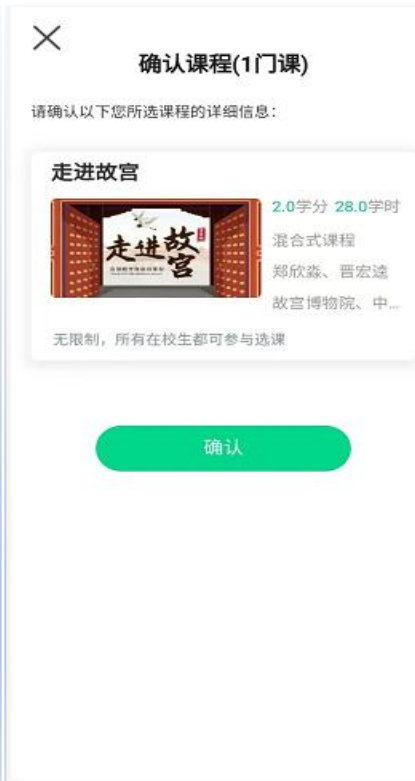 确认课程(1门课)
请确认以下您所选课程的详细信息：
走进故宫
走进故宫
2.0学分 28.0学时
混合式课程
郑欣淼、晋宏逵
故宫博物院、中...
无限制，所有在校生都可参与选课
确认